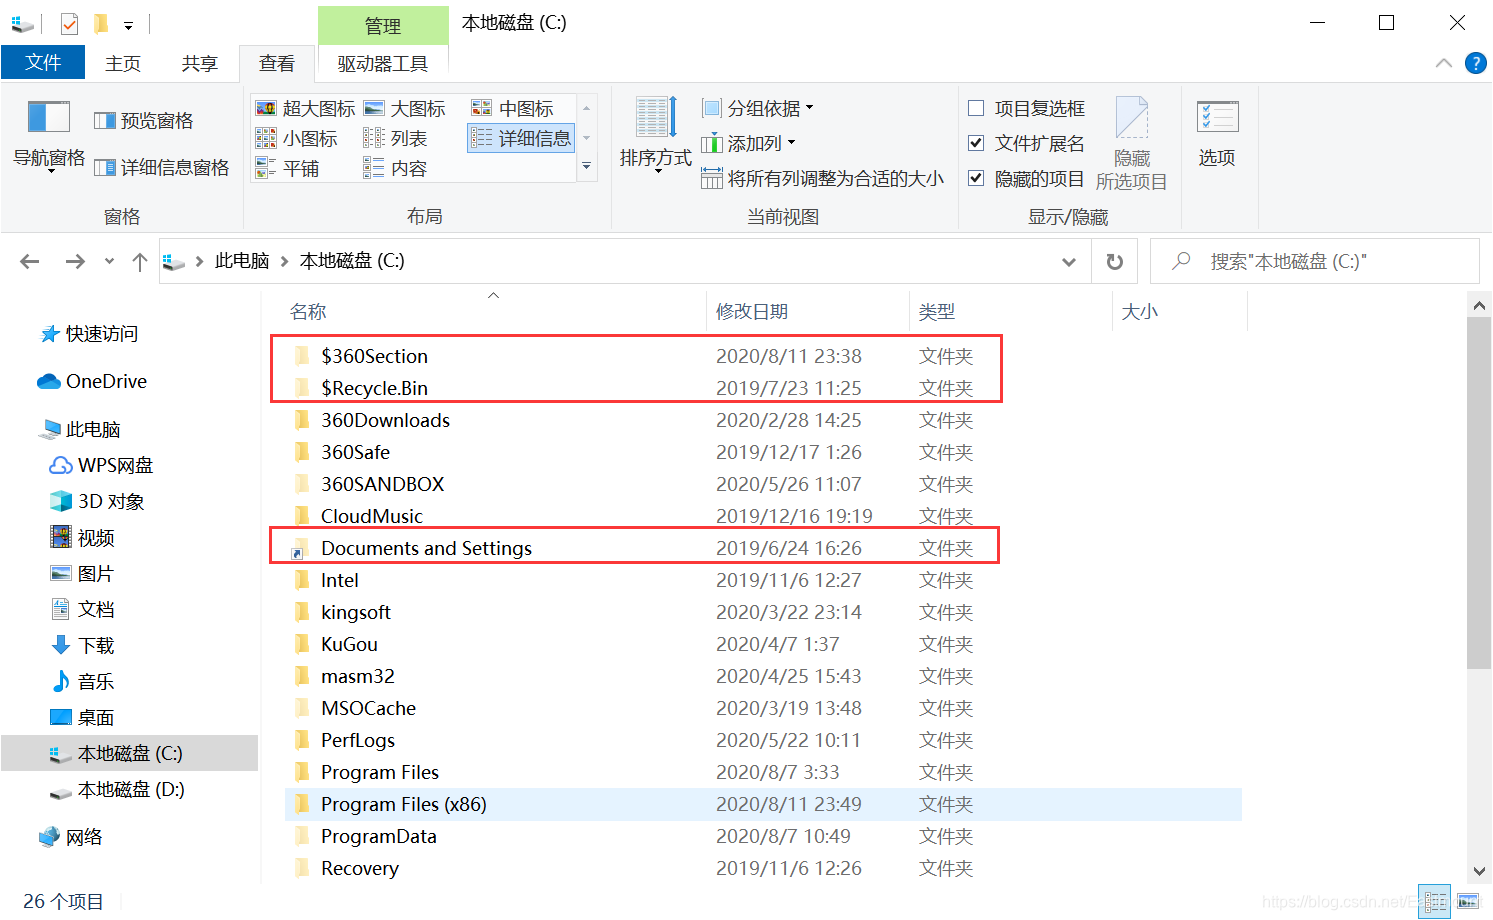 管理
本地磁盘 (C:)
文件
主页
共享
查看
驱动器工具
?
导航窗格
预览窗格
详细信息窗格
窗格
超大图标
大图标
中图标
小图标
列表
详细信息
平铺
内容
布局
排序方式
分组依据
添加列
将所有列调整为合适的大小
当前视图
项目复选框
文件扩展名
隐藏的项目
隐藏
所选项目
显示/隐藏
选项
此电脑
本地磁盘 (C:)
搜索"本地磁盘 (C:)"
快速访问
OneDrive
此电脑
WPS网盘
3D 对象
视频
图片
文档
下载
音乐
桌面
本地磁盘 (C:)
本地磁盘 (D:)
网络
名称 修改日期 类型 大小
$360Section 2020/8/11 23:38 文件夹
$Recycle.Bin 2019/7/23 11:25 文件夹
360Downloads 2020/2/28 14:25 文件夹
360Safe 2019/12/17 1:26 文件夹
360SANDBOX 2020/5/26 11:07 文件夹
CloudMusic 2019/12/16 19:19 文件夹
Documents and Settings 2019/6/24 16:26 文件夹
Intel 2019/11/6 12:27 文件夹
kingsoft 2020/3/22 23:14 文件夹
KuGou 2020/4/7 1:37 文件夹
masm32 2020/4/25 15:43 文件夹
MSOCache 2020/3/19 13:48 文件夹
PerfLogs 2020/5/22 10:11 文件夹
Program Files 2020/8/7 3:33 文件夹
Program Files (x86) 2020/8/11 23:49 文件夹
ProgramData 2020/8/7 10:49 文件夹
Recovery 2019/11/6 12:26 文件夹
26 个项目